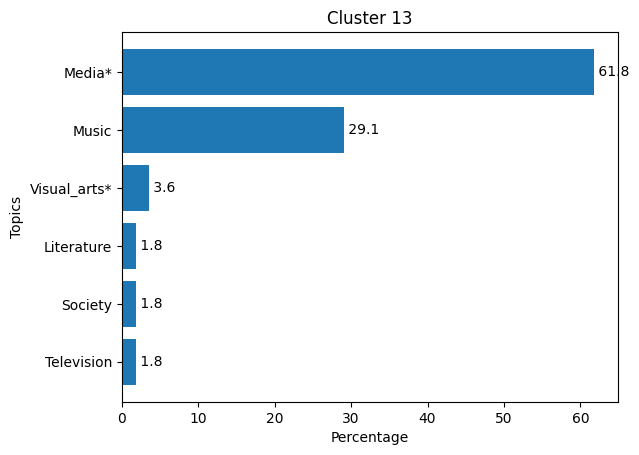 Cluster 13
Media* 61.8
Music 29.1
Visual_arts* 3.6
Literature 1.8
Society 1.8
Television 1.8
Topics
0 10 20 30 40 50 60
Percentage